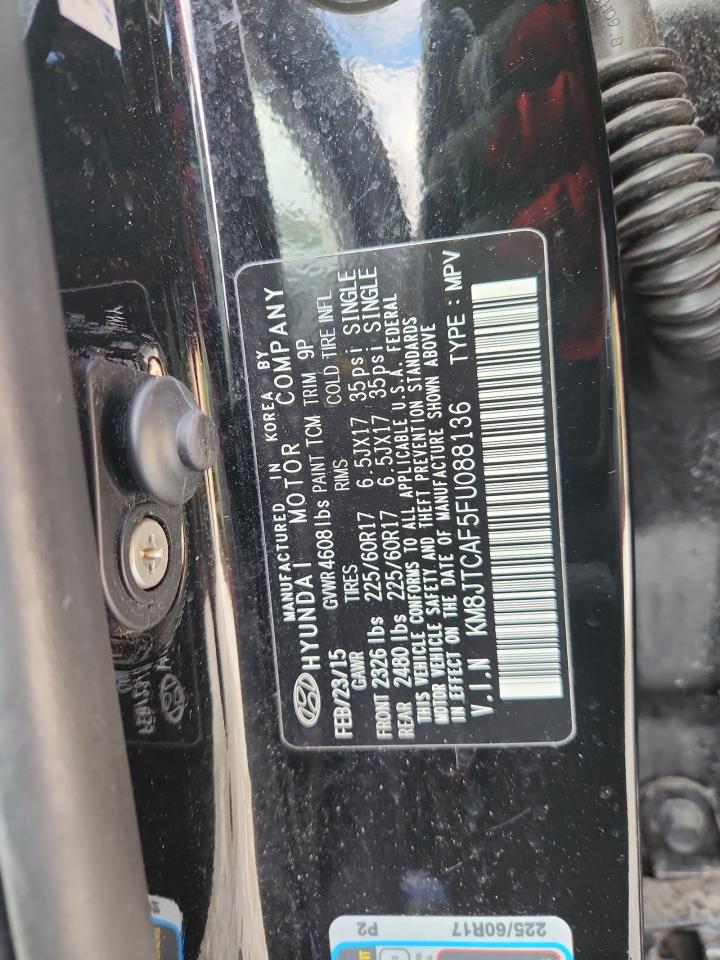 MANUFACTURED IN KOREA BY
HYUNDAI MOTOR COMPANY
FEB/23/15 GVWR 4608 lbs PAINT TCM TRIM 9P
GAWR TIRES RIMS COLD TIRE INFL
FRONT 2326 lbs 225/60R17 6.5JX17 35psi SINGLE
REAR 2480 lbs 225/60R17 6.5JX17 35psi SINGLE
THIS VEHICLE CONFORMS TO ALL APPLICABLE U.S.A. FEDERAL
MOTOR VEHICLE SAFETY AND THEFT PREVENTION STANDARDS
IN EFFECT ON THE DATE OF MANUFACTURE SHOWN ABOVE
V.I.N KM8JTCAF5FU088136 TYPE : MPV
225/60R17
P2